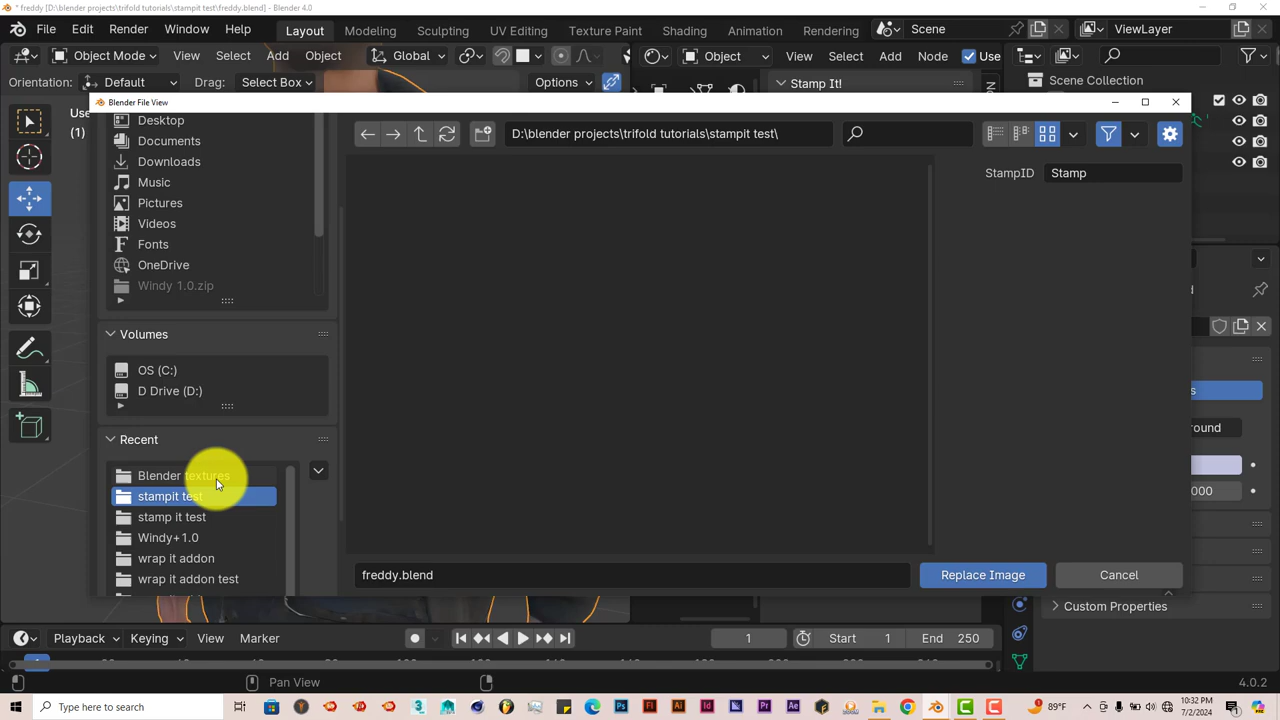 * freddy [D:\blender projects\trifold tutorials\stampit test\freddy.blend] - Blender 4.0
File Edit Render Window Help Layout Modeling Sculpting UV Editing Texture Paint Shading Animation Rendering Scene ViewLayer
Object Mode View Select Add Object Global Object View Select Add Node Use
Orientation: Default Drag: Select Box Options Stamp It! Scene Collection
Blender File View
Use
(1)
Desktop
D:\blender projects\trifold tutorials\stampit test\
Documents
Downloads
StampID Stamp
Music
Pictures
Videos
Fonts
OneDrive
Windy 1.0.zip
Volumes
OS (C:)
D Drive (D:)
Recent
round
Blender textures
stampit test
000
stamp it test
Windy+1.0
wrap it addon
wrap it addon test
freddy.blend Replace Image Cancel
Custom Properties
Playback Keying View Marker 1 Start 1 End 250
Pan View 4.0.2
Type here to search
89°F
10:32 PM
7/2/2024